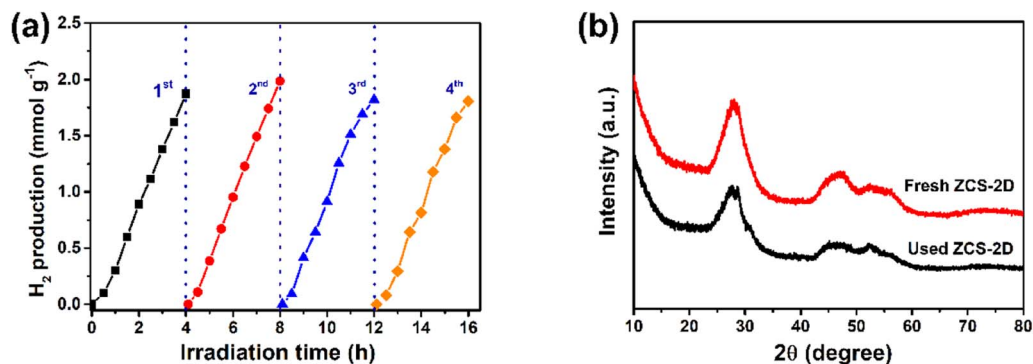 (a)
2.5
2.0
1.5
1.0
0.5
0.0
H₂ production (mmol g⁻¹)
1ˢᵗ
2ⁿᵈ
3ʳᵈ
4ᵗʰ
0 2 4 6 8 10 12 14 16
Irradiation time (h)
(b)
Intensity (a.u.)
Fresh ZCS-2D
Used ZCS-2D
10 20 30 40 50 60 70 80
2θ (degree)